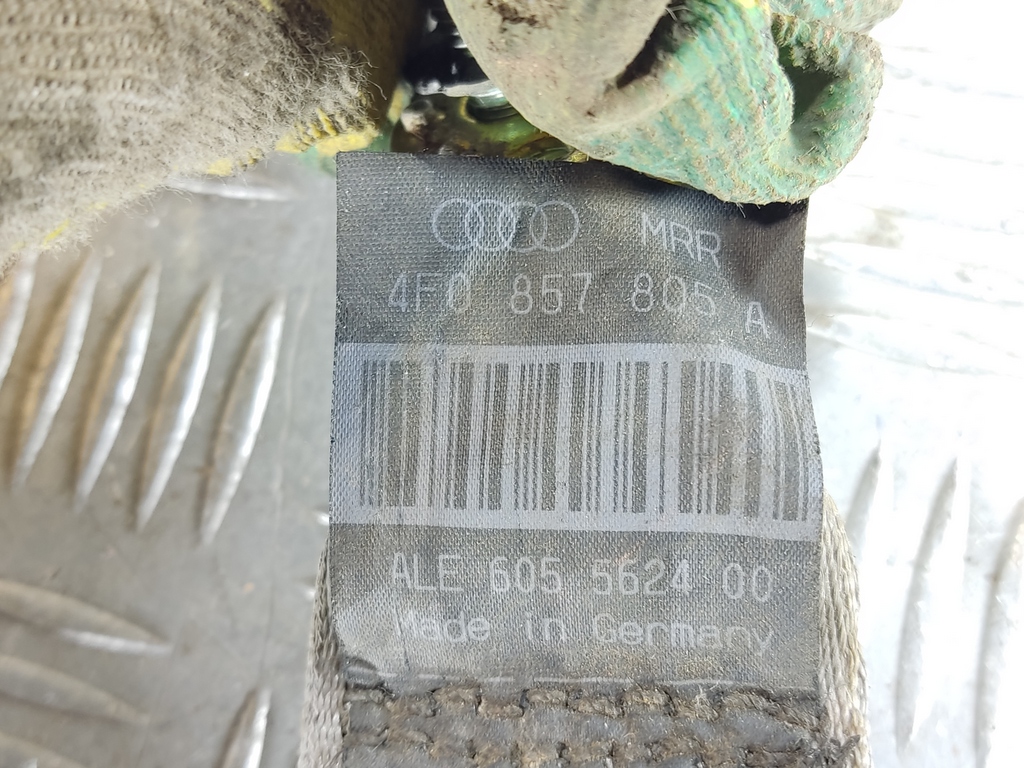 MRR
4F0 857 805 A
ALE 605 5624 00
Made in Germany